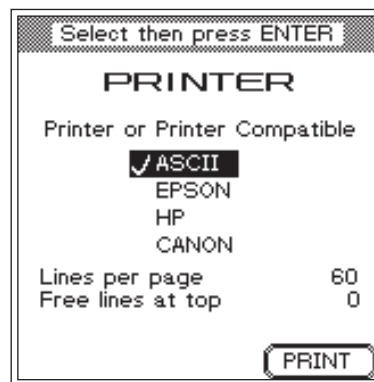 Select then press ENTER
PRINTER
Printer or Printer Compatible
✓ ASCII
EPSON
HP
CANON
Lines per page 60
Free lines at top 0
PRINT